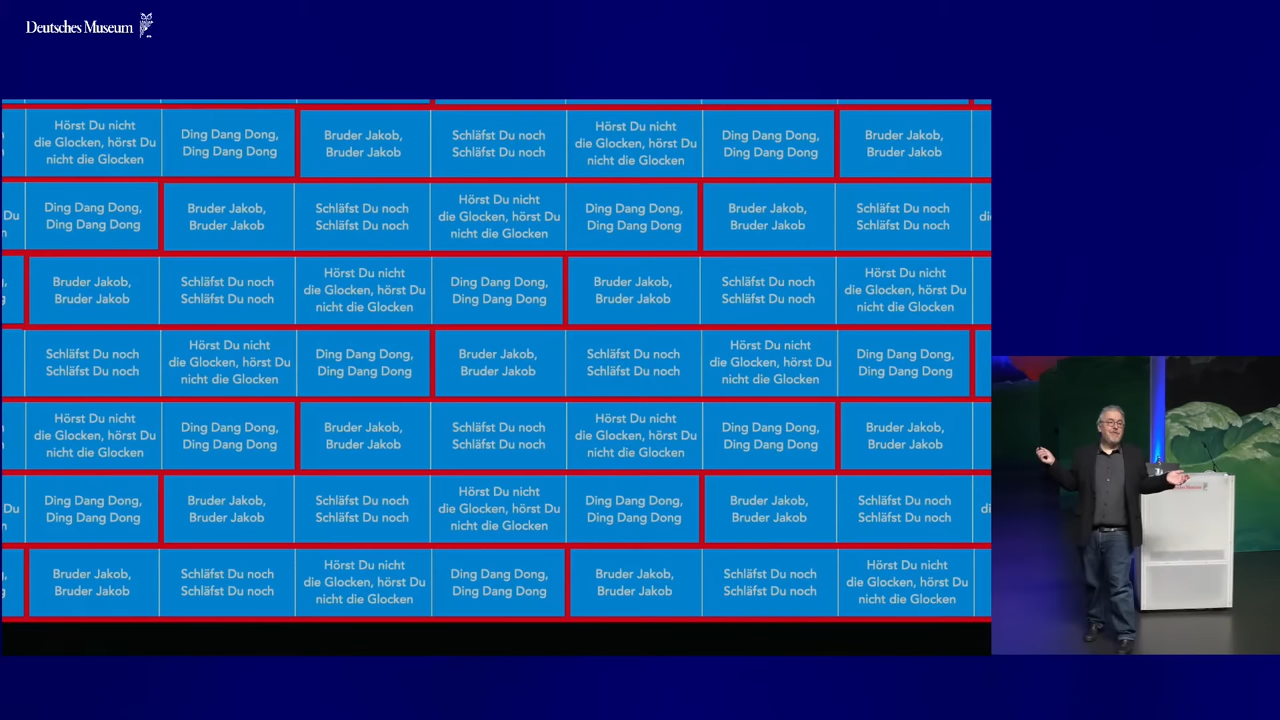 Deutsches Museum
Hörst Du nicht
die Glocken, hörst Du
nicht die Glocken
Ding Dang Dong,
Ding Dang Dong
Bruder Jakob,
Bruder Jakob
Schläfst Du noch
Schläfst Du noch
Hörst Du nicht
die Glocken, hörst Du
nicht die Glocken
Ding Dang Dong,
Ding Dang Dong
Bruder Jakob,
Bruder Jakob
Du
Ding Dang Dong,
Ding Dang Dong
Bruder Jakob,
Bruder Jakob
Schläfst Du noch
Schläfst Du noch
Hörst Du nicht
die Glocken, hörst Du
nicht die Glocken
Ding Dang Dong,
Ding Dang Dong
Bruder Jakob,
Bruder Jakob
Schläfst Du noch
Schläfst Du noch
Bruder Jakob,
Bruder Jakob
Schläfst Du noch
Schläfst Du noch
Hörst Du nicht
die Glocken, hörst Du
nicht die Glocken
Ding Dang Dong,
Ding Dang Dong
Bruder Jakob,
Bruder Jakob
Schläfst Du noch
Schläfst Du noch
Hörst Du nicht
die Glocken, hörst Du
nicht die Glocken
Schläfst Du noch
Schläfst Du noch
Hörst Du nicht
die Glocken, hörst Du
nicht die Glocken
Ding Dang Dong,
Ding Dang Dong
Bruder Jakob,
Bruder Jakob
Schläfst Du noch
Schläfst Du noch
Hörst Du nicht
die Glocken, hörst Du
nicht die Glocken
Ding Dang Dong,
Ding Dang Dong
Hörst Du nicht
die Glocken, hörst Du
nicht die Glocken
Ding Dang Dong,
Ding Dang Dong
Bruder Jakob,
Bruder Jakob
Schläfst Du noch
Schläfst Du noch
Hörst Du nicht
die Glocken, hörst Du
nicht die Glocken
Ding Dang Dong,
Ding Dang Dong
Bruder Jakob,
Bruder Jakob
Du
Ding Dang Dong,
Ding Dang Dong
Bruder Jakob,
Bruder Jakob
Schläfst Du noch
Schläfst Du noch
Hörst Du nicht
die Glocken, hörst Du
nicht die Glocken
Ding Dang Dong,
Ding Dang Dong
Bruder Jakob,
Bruder Jakob
Schläfst Du noch
Schläfst Du noch
Bruder Jakob,
Bruder Jakob
Schläfst Du noch
Schläfst Du noch
Hörst Du nicht
die Glocken, hörst Du
nicht die Glocken
Ding Dang Dong,
Ding Dang Dong
Bruder Jakob,
Bruder Jakob
Schläfst Du noch
Schläfst Du noch
Hörst Du nicht
die Glocken, hörst Du
nicht die Glocken